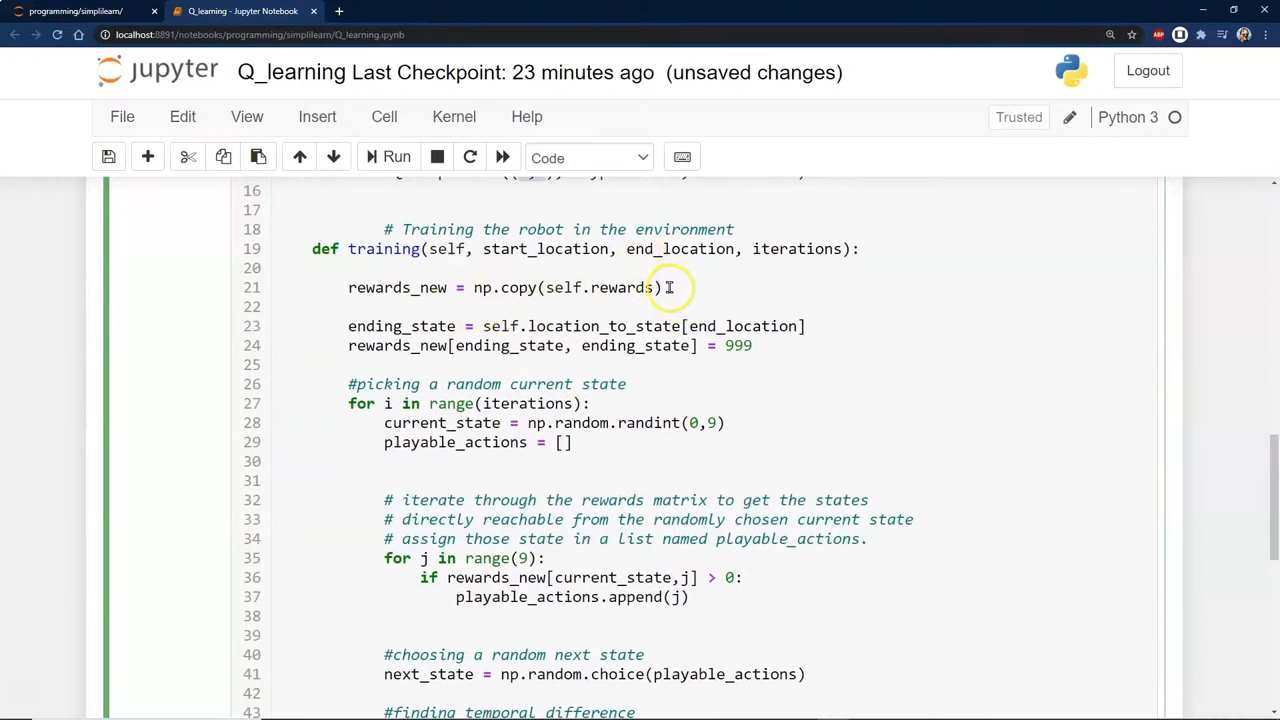 programming/simplilearn/
Q_learning - Jupyter Notebook
localhost:8891/notebooks/programming/simplilearn/Q_learning.ipynb
ABP
jupyter
Q_learning Last Checkpoint: 23 minutes ago (unsaved changes)
Logout
File Edit View Insert Cell Kernel Help
Trusted
Python 3
Run
Code
16
17
18 # Training the robot in the environment
19 def training(self, start_location, end_location, iterations):
20
21 rewards_new = np.copy(self.rewards)
22
23 ending_state = self.location_to_state[end_location]
24 rewards_new[ending_state, ending_state] = 999
25
26 #picking a random current state
27 for i in range(iterations):
28 current_state = np.random.randint(0,9)
29 playable_actions = []
30
31
32 # iterate through the rewards matrix to get the states
33 # directly reachable from the randomly chosen current state
34 # assign those state in a list named playable_actions.
35 for j in range(9):
36 if rewards_new[current_state,j] > 0:
37 playable_actions.append(j)
38
39
40 #choosing a random next state
41 next_state = np.random.choice(playable_actions)
42
43 #finding temporal difference